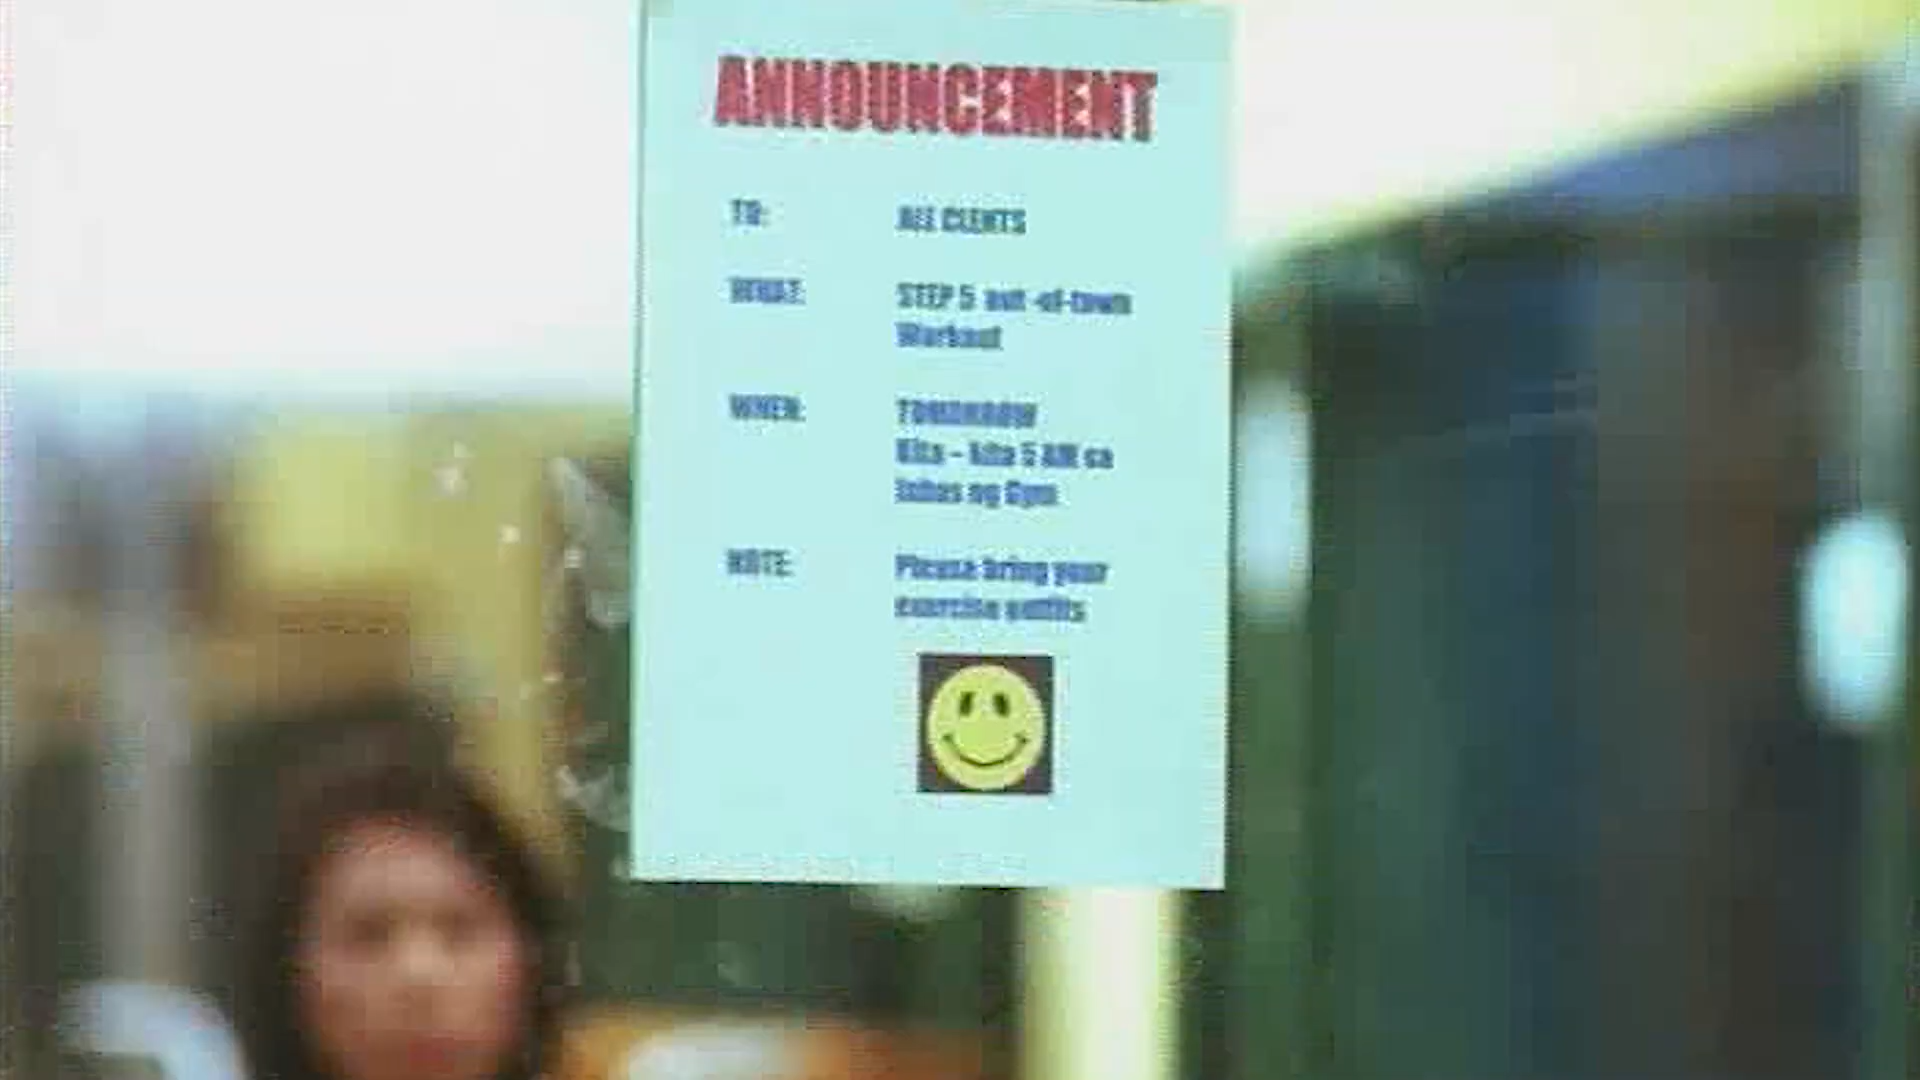 ANNOUNCEMENT
TO: ALL CLENTS
WHAT: STEP 5 out -of-town
Workout
WHEN: TOMORROW
Kita - kita 5 AM sa
labas ng Gym
NOTE: Please bring your
exercise outfits